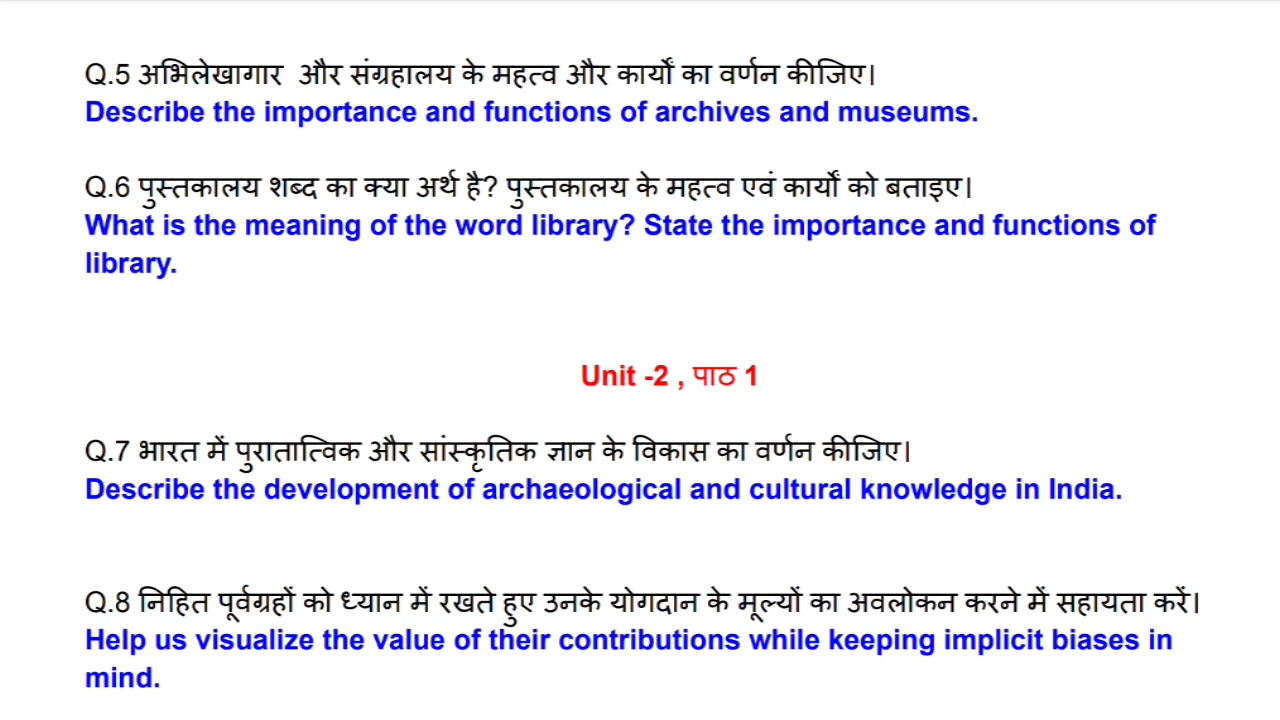 Q.5 अभिलेखागार और संग्रहालय के महत्व और कार्यों का वर्णन कीजिए।
Describe the importance and functions of archives and museums.
Q.6 पुस्तकालय शब्द का क्या अर्थ है? पुस्तकालय के महत्व एवं कार्यों को बताइए।
What is the meaning of the word library? State the importance and functions of
library.
Unit -2 , पाठ 1
Q.7 भारत में पुरातात्विक और सांस्कृतिक ज्ञान के विकास का वर्णन कीजिए।
Describe the development of archaeological and cultural knowledge in India.
Q.8 निहित पूर्वग्रहों को ध्यान में रखते हुए उनके योगदान के मूल्यों का अवलोकन करने में सहायता करें।
Help us visualize the value of their contributions while keeping implicit biases in
mind.